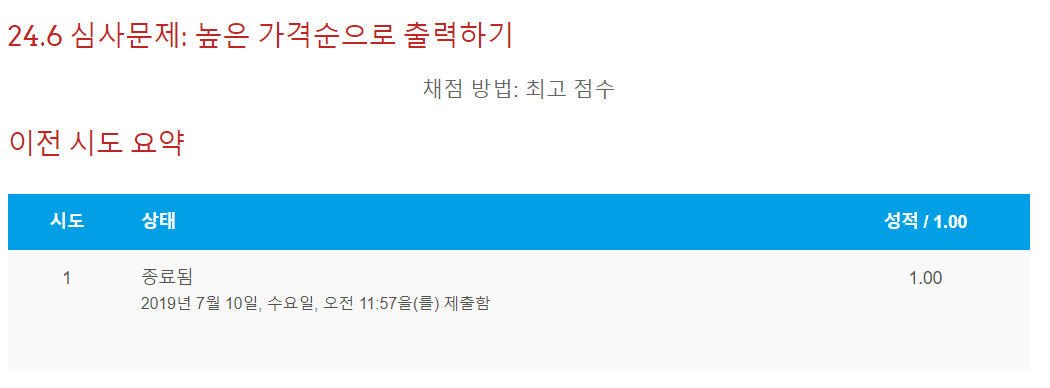 24.6 심사문제: 높은 가격순으로 출력하기
채점 방법: 최고 점수
이전 시도 요약
시도 상태 성적 / 1.00
1 종료됨 1.00
2019년 7월 10일, 수요일, 오전 11:57을(를) 제출함